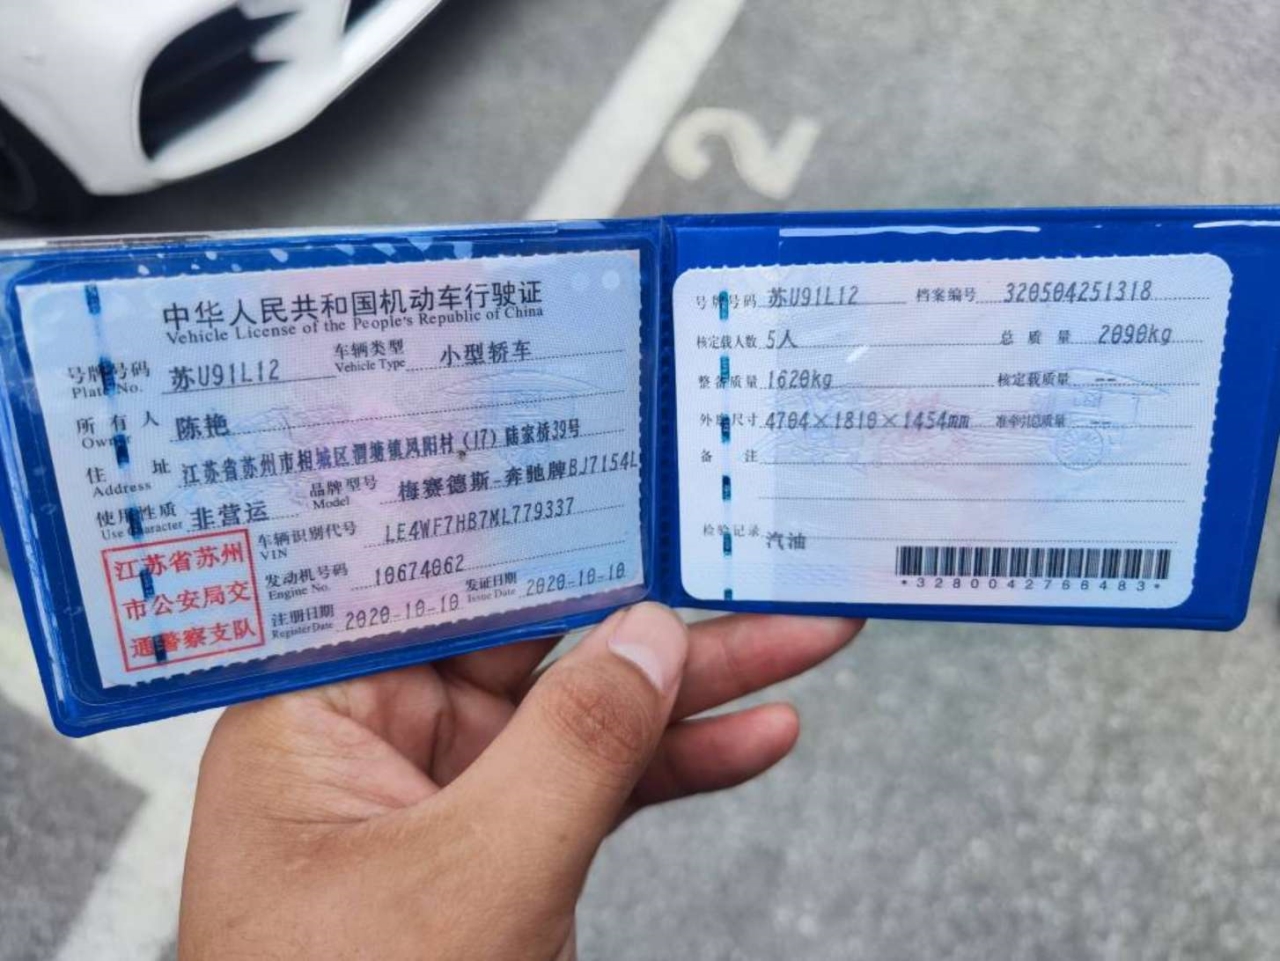 2
中华人民共和国机动车行驶证
Vehicle License of the People's Republic of China
号牌号码 苏U91L12 车辆类型 小型轿车
Plate No. Vehicle Type
所有人 陈艳
Owner
住址 江苏省苏州市相城区渭塘镇凤阳村(17)陆家桥39号
Address
使用性质 非营运 品牌型号 梅赛德斯-奔驰牌BJ7154L
Use Character Model
江苏省苏州
市公安局交
通警察支队
车辆识别代号 LE4WF7HB7ML779337
VIN
发动机号码 10674062
Engine No.
注册日期 2020-10-10 发证日期 2020-10-10
Register Date Issue Date
号牌号码 苏U91L12 档案编号 320504251318
核定载人数 5人 总质量 2090kg
整备质量 1620kg 核定载质量 --
外廓尺寸 4704×1810×1454mm 准牵引总质量 --
备注
检验记录 汽油
*3280042766483*